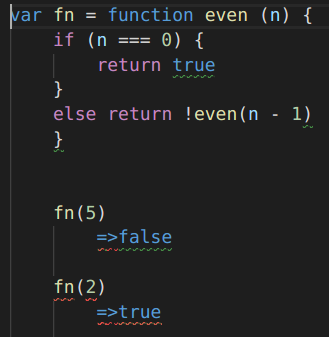 var fn = function even (n) {
if (n === 0) {
return true
}
else return !even(n - 1)
}
fn(5)
=>false
fn(2)
=>true